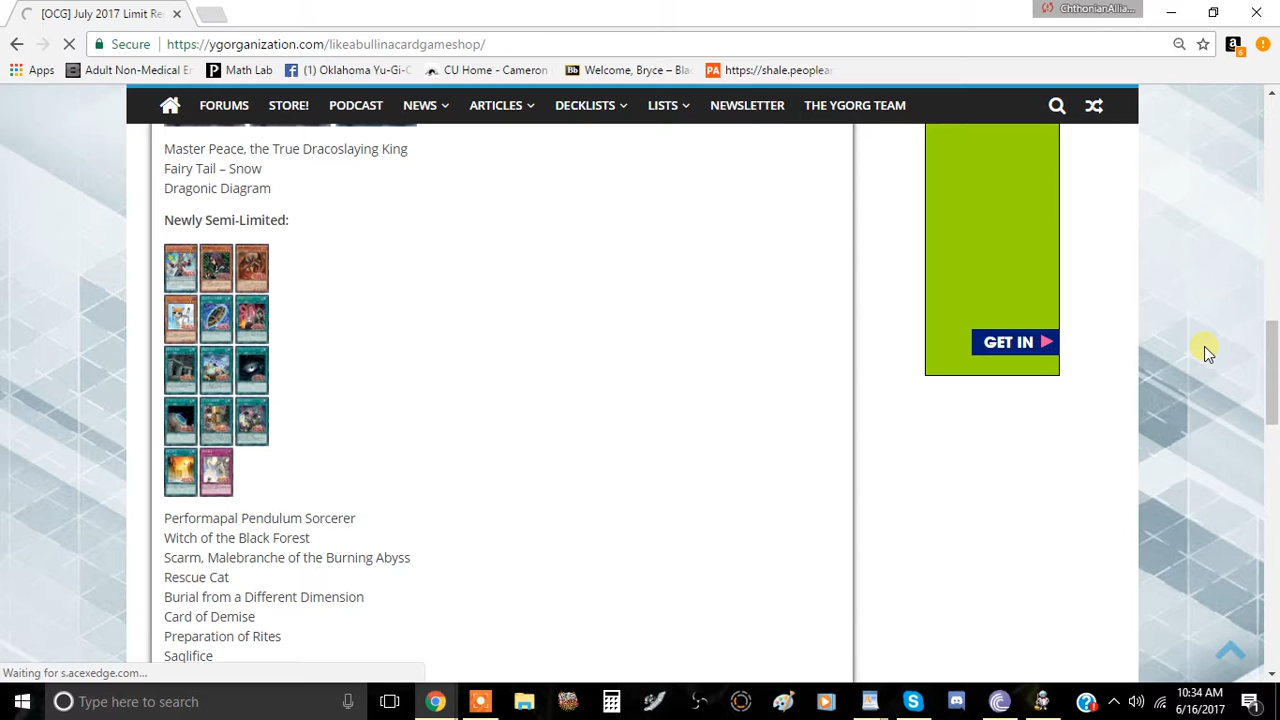 [OCG] July 2017 Limit Re
ChthonianAllia...
Secure
https://ygorganization.com/likeabullinacardgameshop/
6
Apps
Adult Non-Medical E
Math Lab
(1) Oklahoma Yu-Gi-C
CU Home - Cameron
Welcome, Bryce – Bla
https://shale.peoplea
FORUMS STORE! PODCAST NEWS ARTICLES DECKLISTS LISTS NEWSLETTER THE YGORG TEAM
Master Peace, the True Dracoslaying King
Fairy Tail – Snow
Dragonic Diagram
Newly Semi-Limited:
GET IN
Performapal Pendulum Sorcerer
Witch of the Black Forest
Scarm, Malebranche of the Burning Abyss
Rescue Cat
Burial from a Different Dimension
Card of Demise
Preparation of Rites
Saqlifice
Waiting for s.acexedge.com...
Type here to search
10:34 AM
6/16/2017
1